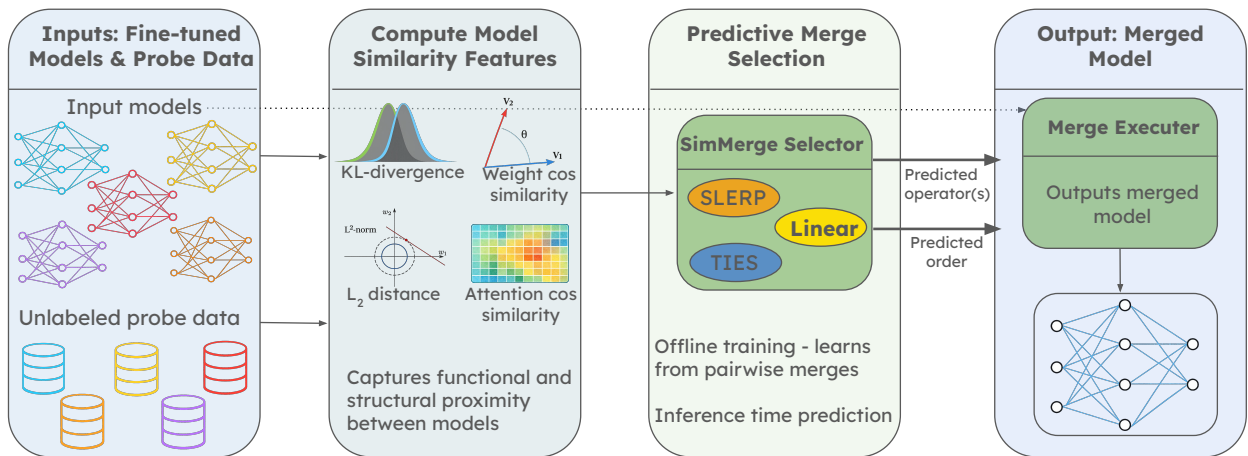 Inputs: Fine-tuned
Models & Probe Data
Input models
Unlabeled probe data
Compute Model
Similarity Features
KL-divergence
V₂
θ
V₁
Weight cos
similarity
w₂
L²-norm
w₁
L₂ distance
Attention cos
similarity
Captures functional and
structural proximity
between models
Predictive Merge
Selection
SimMerge Selector
SLERP
Linear
TIES
Offline training - learns
from pairwise merges
Inference time prediction
Predicted
operator(s)
Predicted
order
Output: Merged
Model
Merge Executer
Outputs merged
model